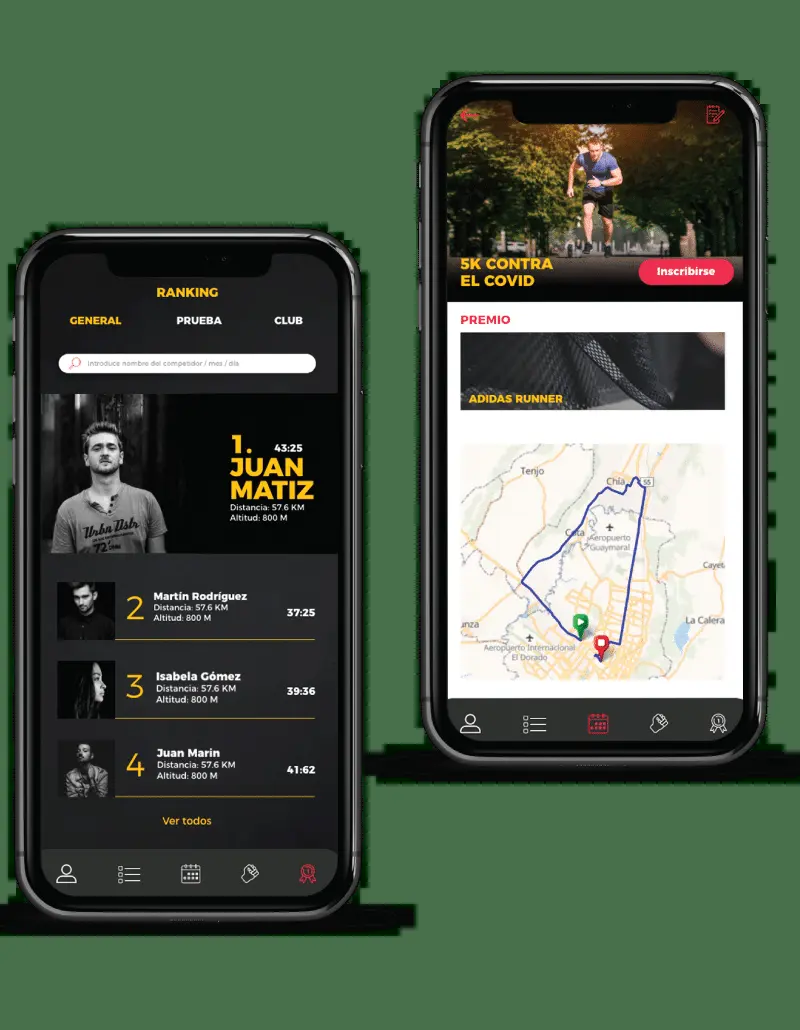 RANKING
GENERAL PRUEBA CLUB
Introduce nombre del competidor / mes / día
1. 43:25
JUAN
MATIZ
Distancia: 57.6 KM
Altitud: 800 M
2 Martín Rodríguez
Distancia: 57.6 KM
Altitud: 800 M
37:25
3 Isabela Gómez
Distancia: 57.6 KM
Altitud: 800 M
39:36
4 Juan Marin
Distancia: 57.6 KM
Altitud: 800 M
41:62
Ver todos
5K CONTRA
EL COVID
Inscribirse
PREMIO
ADIDAS RUNNER
Tenjo
Chía
55
Cota
Aeropuerto
Guaymaral
Cayet
La Calera
unza
Aeropuerto Internacional
El Dorado